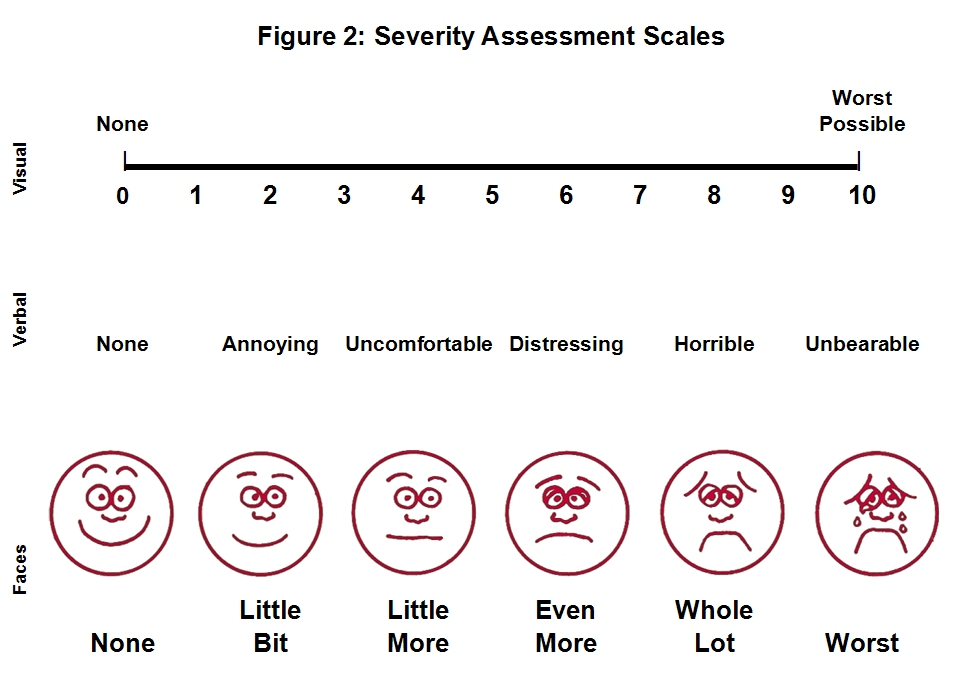 Figure 2: Severity Assessment Scales
Visual
None
Worst
Possible
0 1 2 3 4 5 6 7 8 9 10
Verbal
None Annoying Uncomfortable Distressing Horrible Unbearable
Faces
Little Little Even Whole
None Bit More More Lot Worst